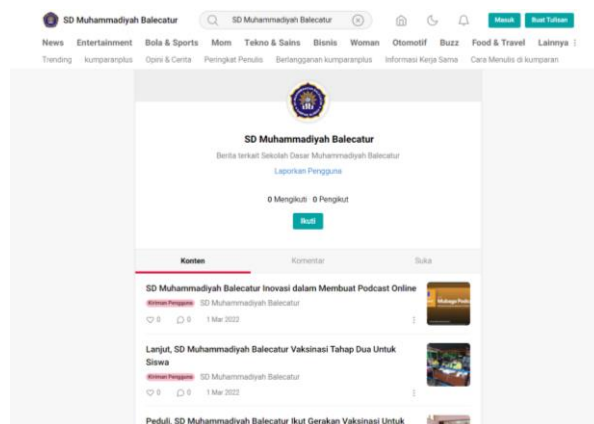 SD Muhammadiyah Balecatur
SD Muhammadiyah Balecatur
Masuk
Buat Tulisan
News Entertainment Bola & Sports Mom Tekno & Sains Bisnis Woman Otomotif Buzz Food & Travel Lainnya
Trending kumparanplus Opini & Cerita Peringkat Penulis Berlangganan kumparanplus Informasi Kerja Sama Cara Menulis di kumparan
SD Muhammadiyah Balecatur
Berita terkait Sekolah Dasar Muhammadiyah Balecatur
Laporkan Pengguna
0 Mengikuti 0 Pengikut
Ikuti
Konten Komentar Suka
SD Muhammadiyah Balecatur Inovasi dalam Membuat Podcast Online
Kiriman Pengguna SD Muhammadiyah Balecatur
0 0 1 Mar 2022
Lanjut, SD Muhammadiyah Balecatur Vaksinasi Tahap Dua Untuk
Siswa
Kiriman Pengguna SD Muhammadiyah Balecatur
0 0 1 Mar 2022
Peduli, SD Muhammadiyah Balecatur Ikut Gerakan Vaksinasi Untuk